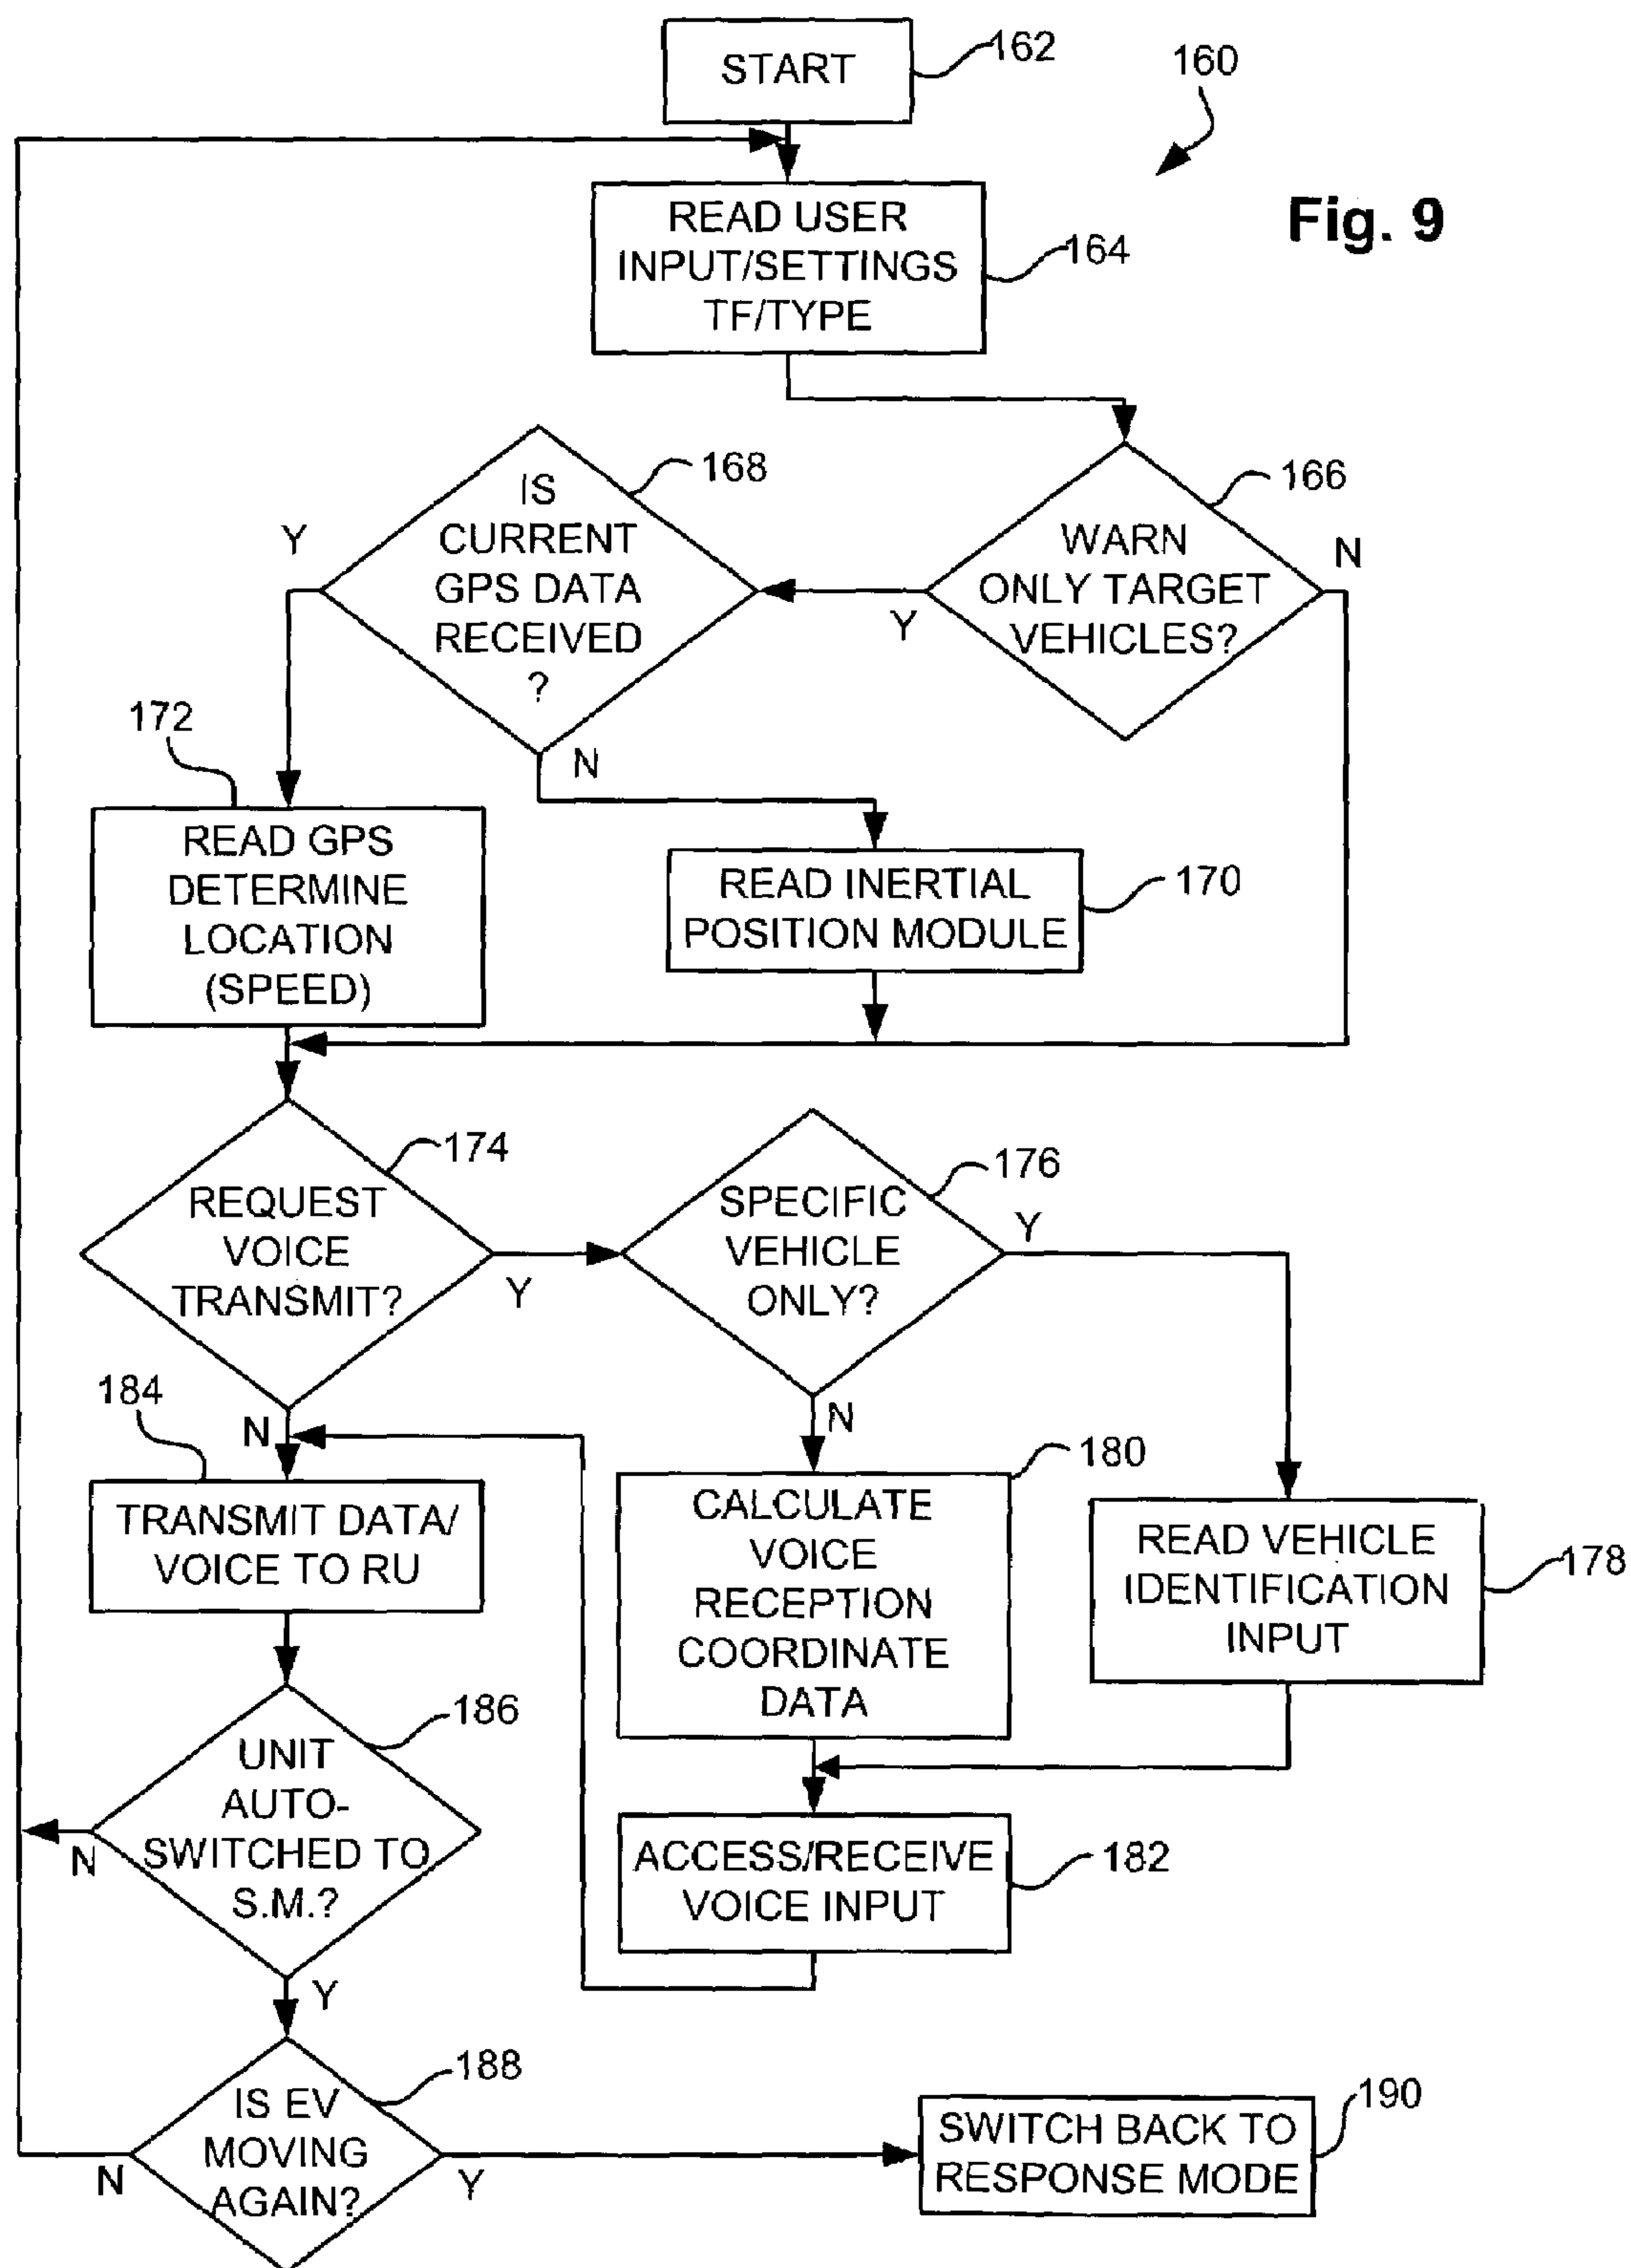 START
162
160
Fig. 9
READ USER
INPUT/SETTINGS
TF/TYPE
164
IS
CURRENT
GPS DATA
RECEIVED
?
168
Y
N
WARN
ONLY TARGET
VEHICLES?
166
Y
N
172
READ GPS
DETERMINE
LOCATION
(SPEED)
READ INERTIAL
POSITION MODULE
170
REQUEST
VOICE
TRANSMIT?
174
Y
N
SPECIFIC
VEHICLE
ONLY?
176
Y
N
184
TRANSMIT DATA/
VOICE TO RU
CALCULATE
VOICE
RECEPTION
COORDINATE
DATA
180
READ VEHICLE
IDENTIFICATION
INPUT
178
UNIT
AUTO-
SWITCHED TO
S.M.?
186
N
Y
ACCESS/RECEIVE
VOICE INPUT
182
IS EV
MOVING
AGAIN?
188
N
Y
SWITCH BACK TO
RESPONSE MODE
190